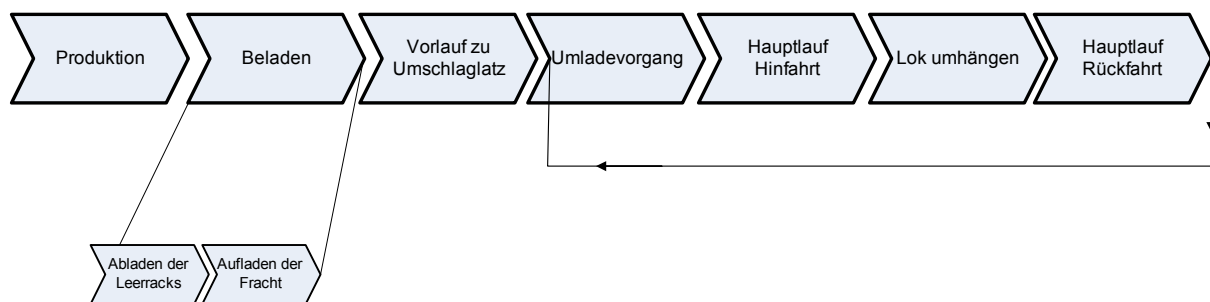 Produktion
Beladen
Vorlauf zu
Umschlaglatz
Umladevorgang
Hauptlauf
Hinfahrt
Lok umhängen
Hauptlauf
Rückfahrt
Abladen der
Leerracks
Aufladen der
Fracht